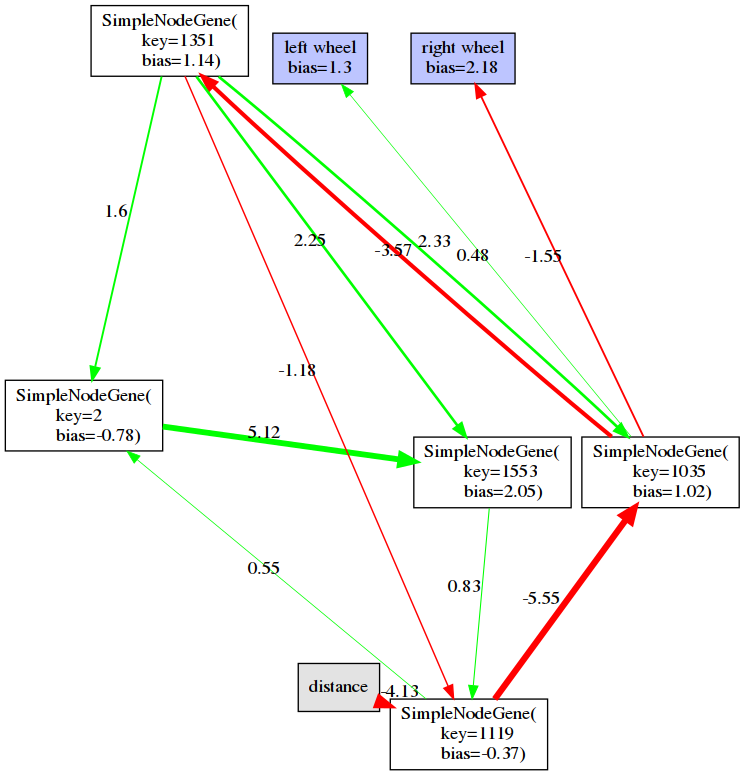 SimpleNodeGene(
key=1351
bias=1.14)
left wheel
bias=1.3
right wheel
bias=2.18
1.6
2.25
-3.57
2.33
0.48
-1.55
-1.18
SimpleNodeGene(
key=2
bias=-0.78)
5.12
SimpleNodeGene(
key=1553
bias=2.05)
SimpleNodeGene(
key=1035
bias=1.02)
0.55
0.83
-5.55
distance
-4.13
SimpleNodeGene(
key=1119
bias=-0.37)